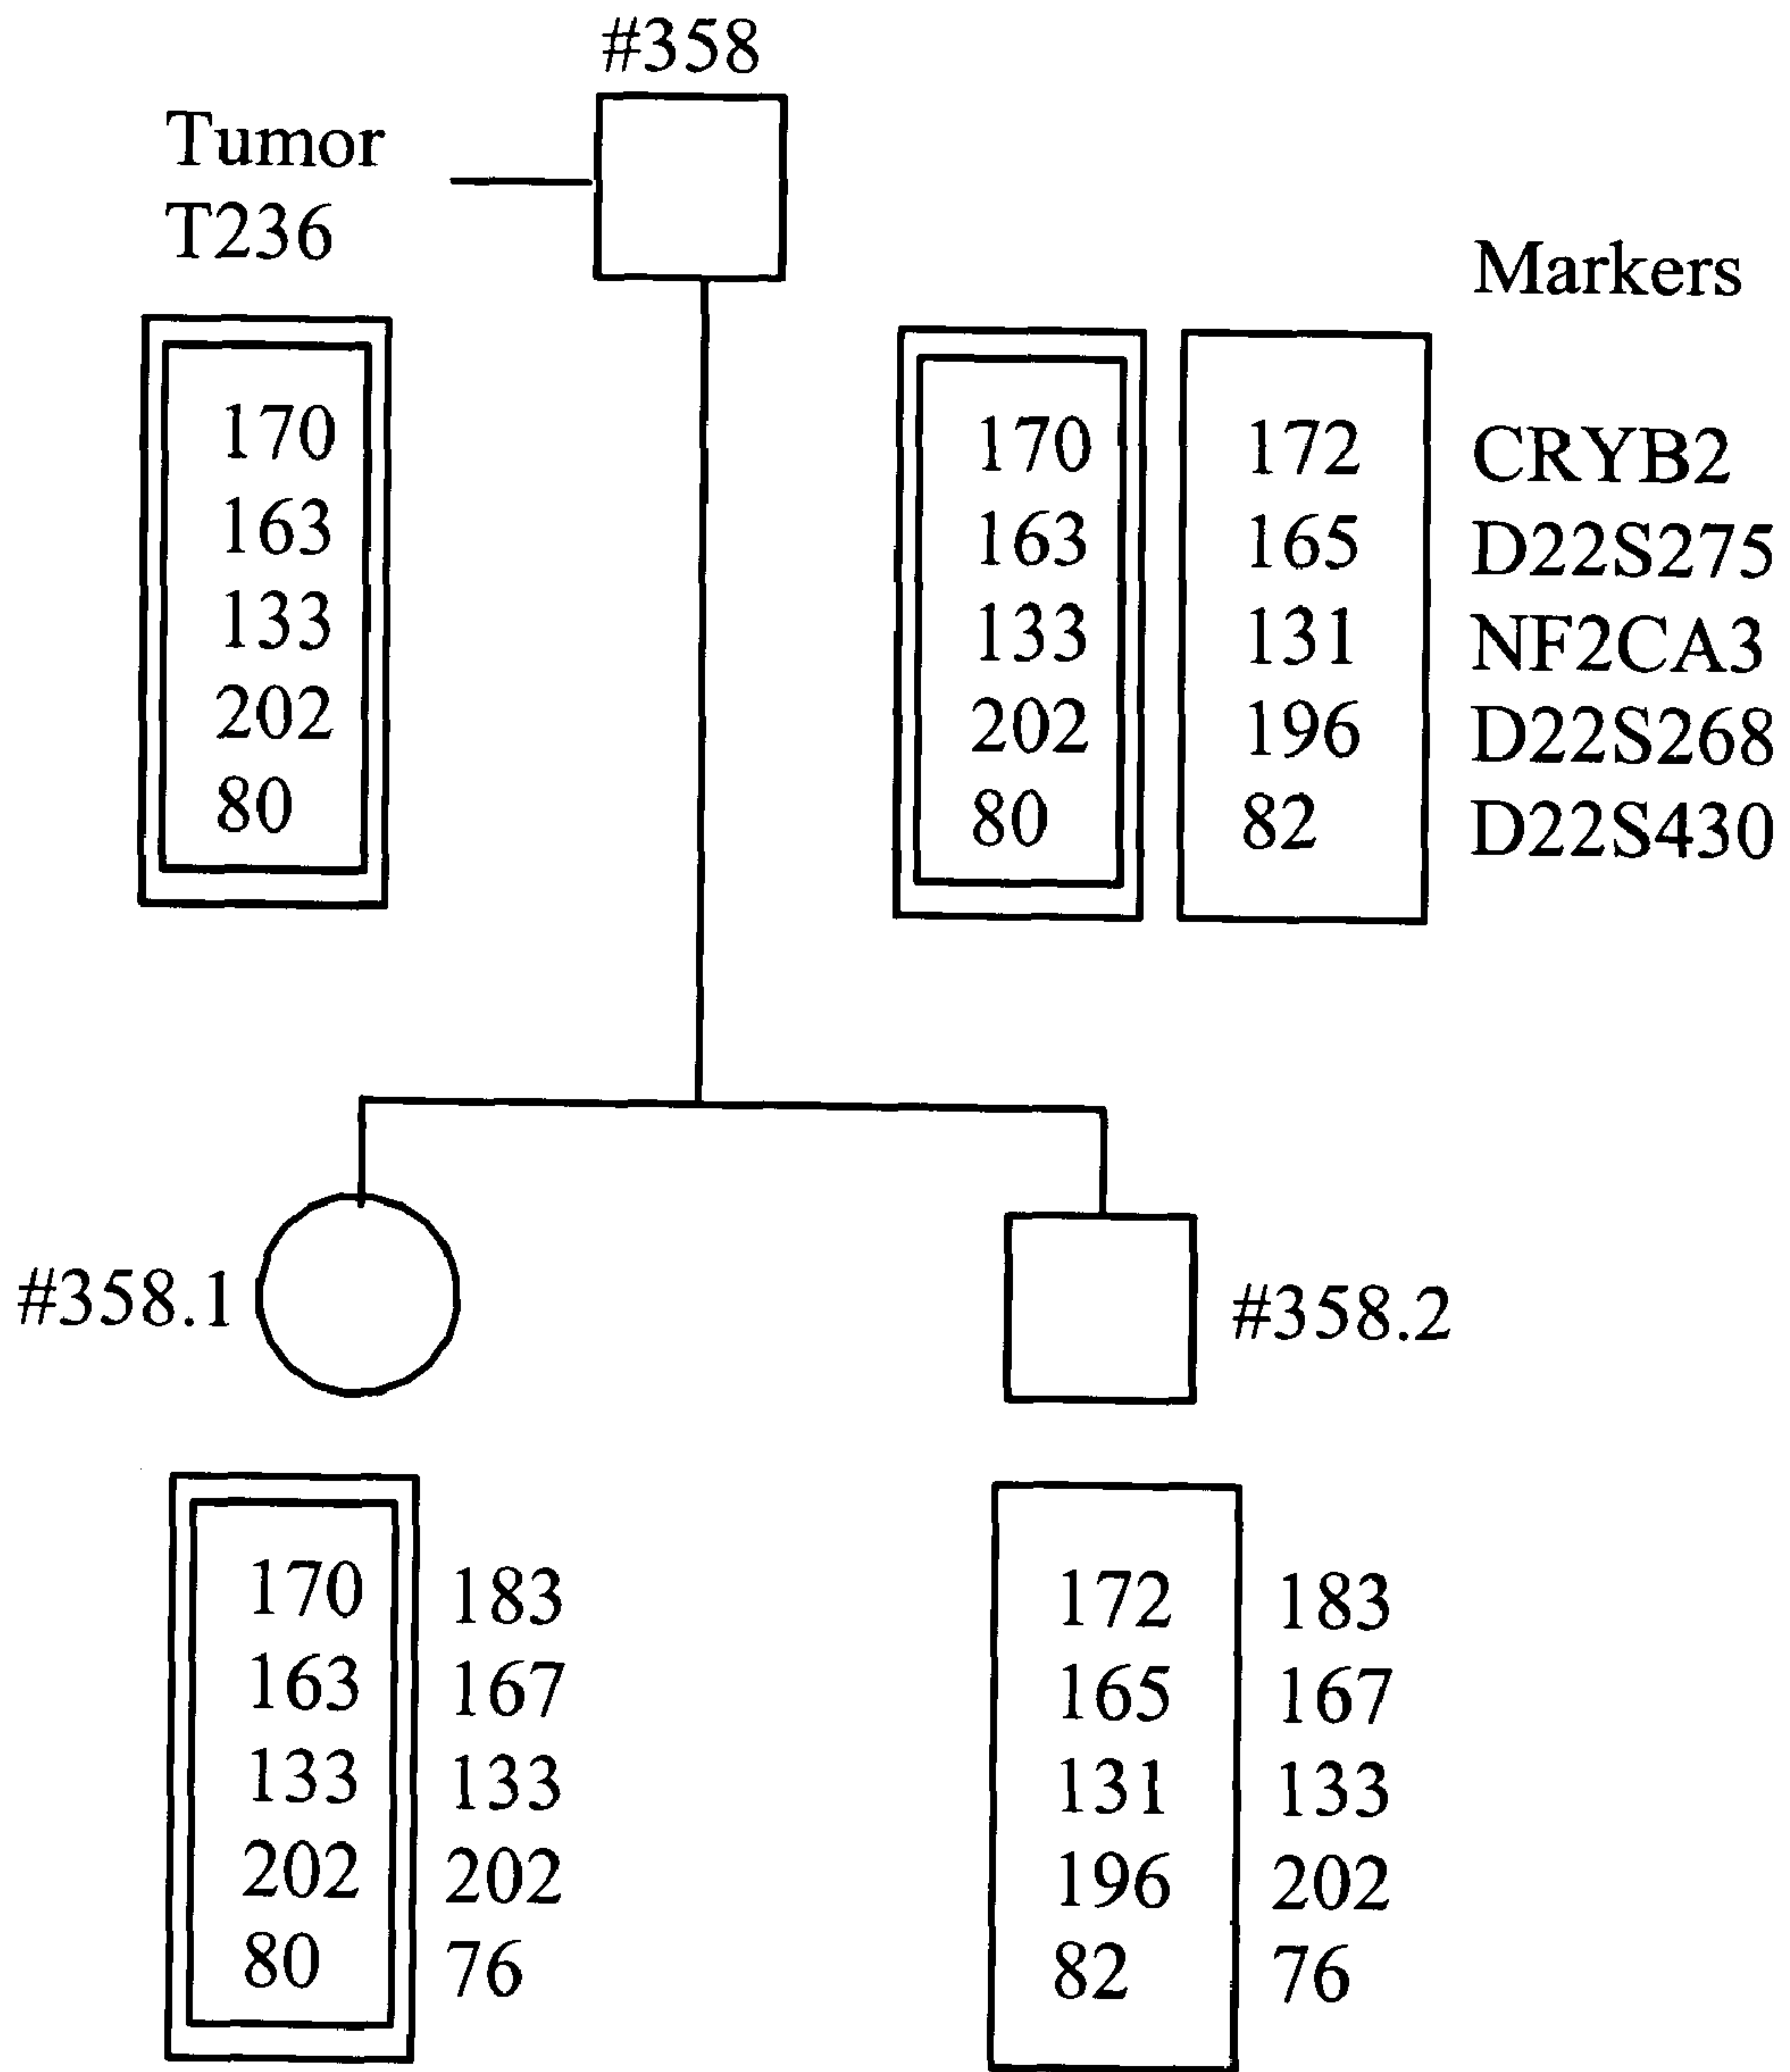 #358
Tumor
T236
Markers
170
163
133
202
80
170 172 CRYB2
163 165 D22S275
133 131 NF2CA3
202 196 D22S268
80 82 D22S430
#358.1
#358.2
170 183
163 167
133 133
202 202
80 76
172 183
165 167
131 133
196 202
82 76